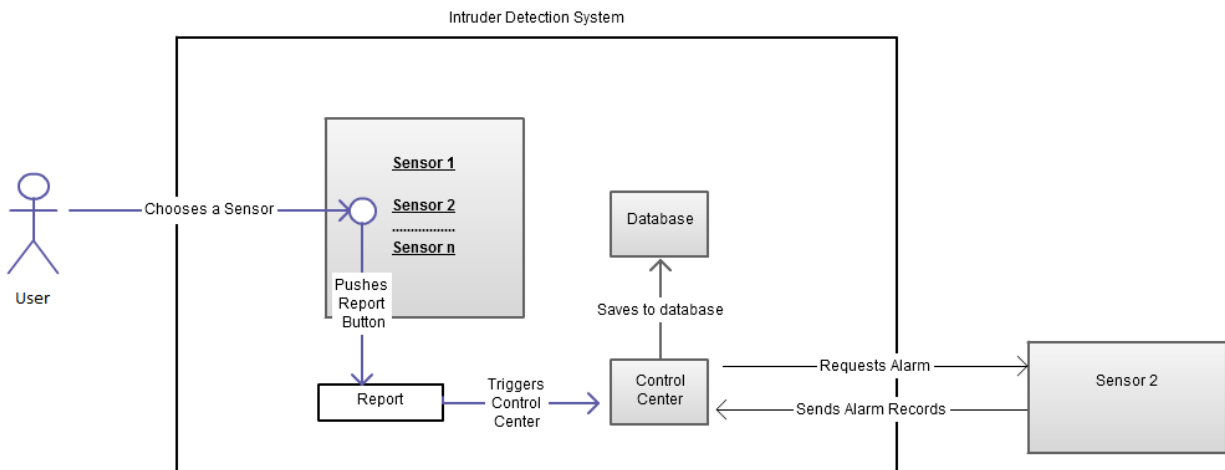 Intruder Detection System
Sensor 1
Chooses a Sensor
Sensor 2
Sensor n
User
Pushes
Report
Button
Report
Triggers
Control
Center
Database
Saves to database
Control
Center
Requests Alarm
Sends Alarm Records
Sensor 2